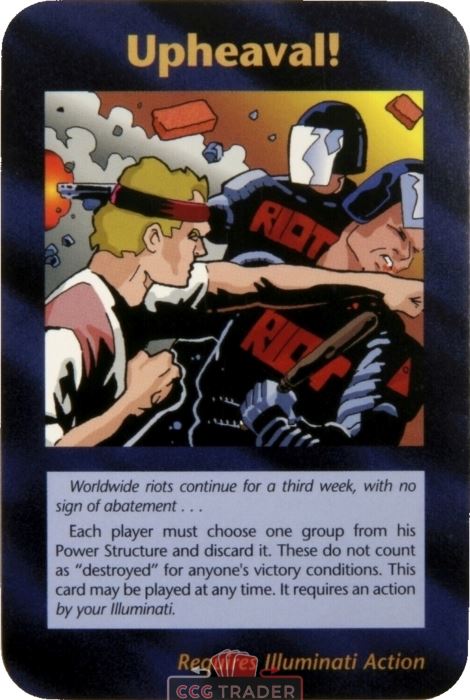 Upheaval!
RIOT
RIOT
Worldwide riots continue for a third week, with no
sign of abatement . . .
Each player must choose one group from his
Power Structure and discard it. These do not count
as “destroyed” for anyone's victory conditions. This
card may be played at any time. It requires an action
by your Illuminati.
Requires Illuminati Action
CCG TRADER